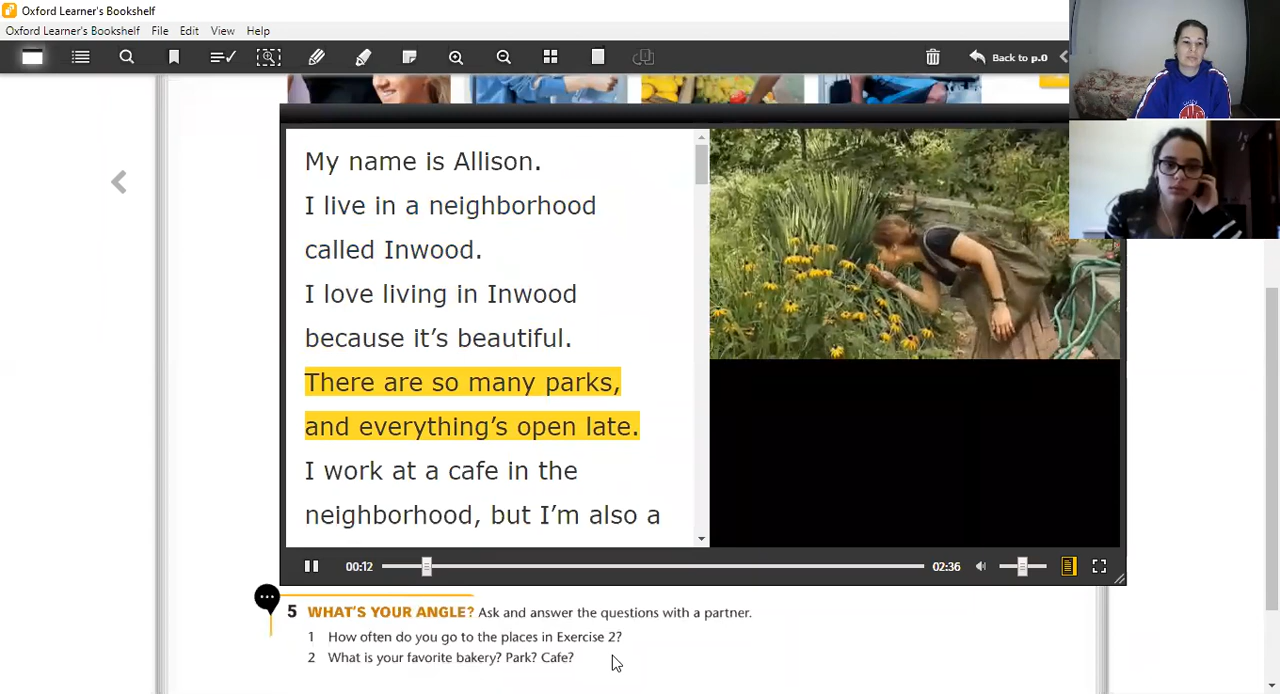 Oxford Learner's Bookshelf
Oxford Learner's Bookshelf File Edit View Help
Back to p.0
My name is Allison.
I live in a neighborhood
called Inwood.
I love living in Inwood
because it's beautiful.
There are so many parks,
and everything's open late.
I work at a cafe in the
neighborhood, but I'm also a
00:12
02:36
5 WHAT'S YOUR ANGLE? Ask and answer the questions with a partner.
1 How often do you go to the places in Exercise 2?
2 What is your favorite bakery? Park? Cafe?